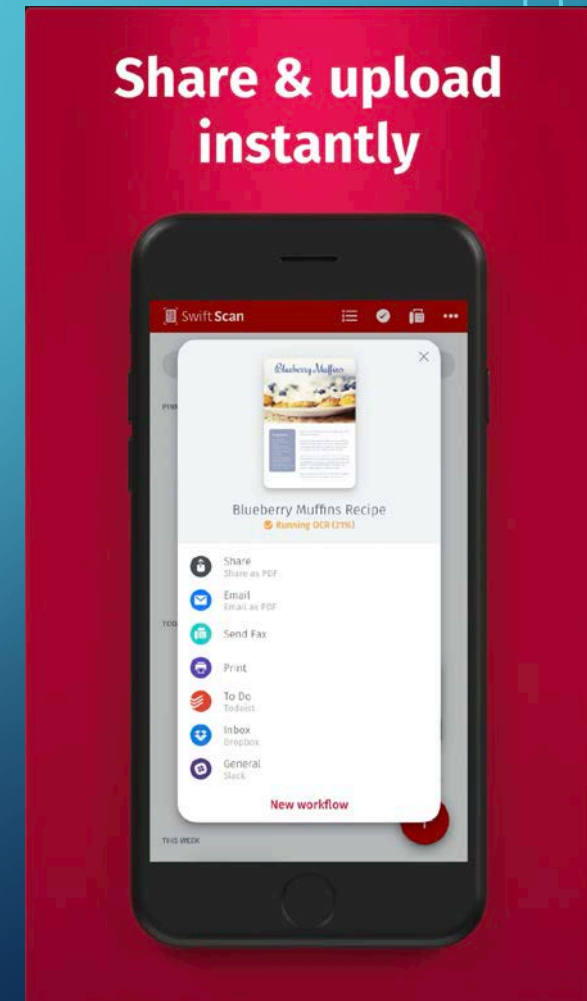 Share & upload
instantly
SwiftScan
Blueberry Muffins
Blueberry Muffins Recipe
Running OCR (21%)
Share
Share as PDF
Email
Email as PDF
Send Fax
Print
To Do
Todoist
Inbox
Dropbox
General
Slack
New workflow
THIS WEEK